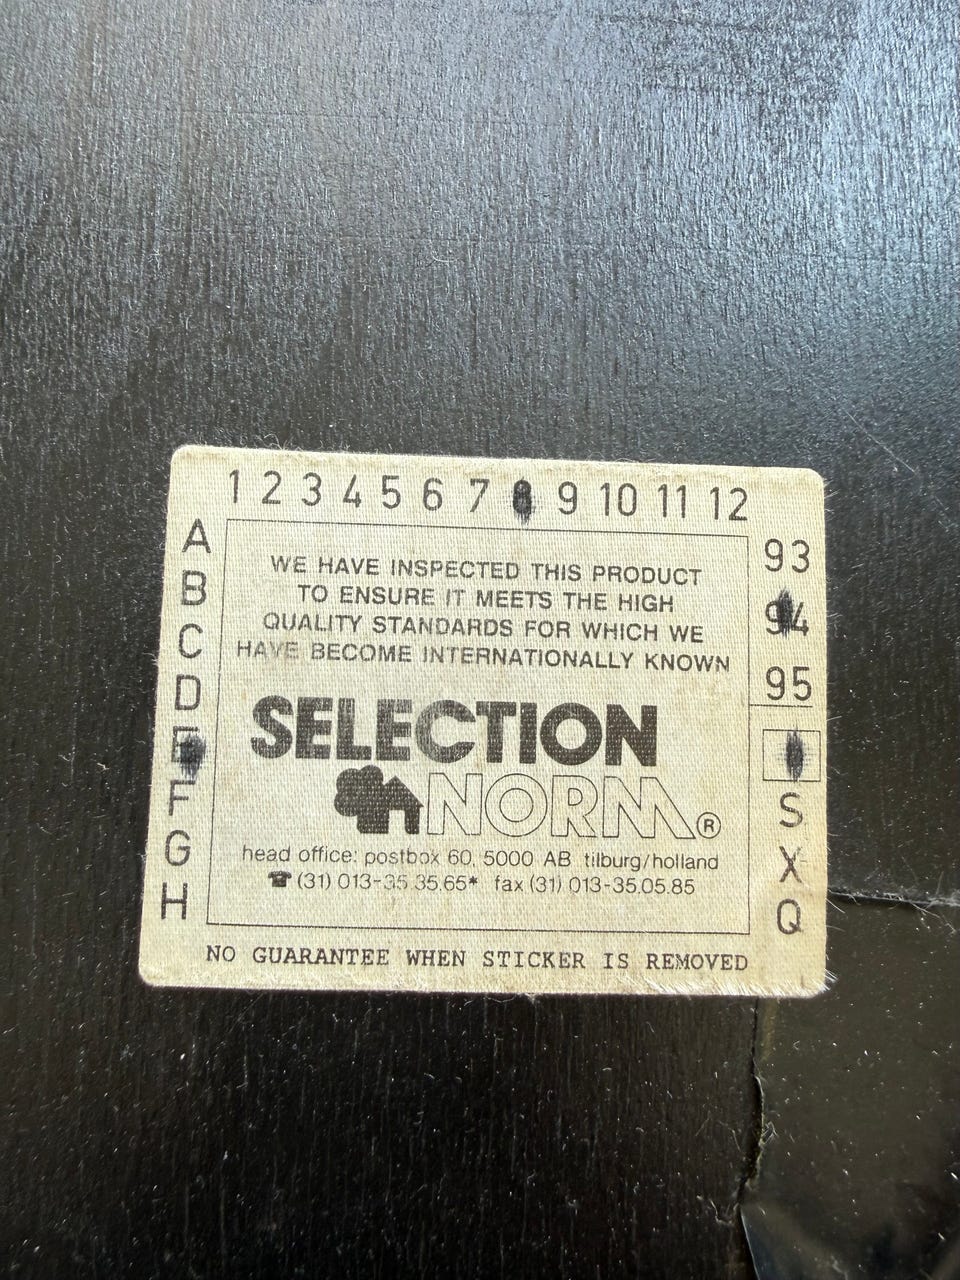 1 2 3 4 5 6 7 8 9 10 11 12
A
B
C
D
E
F
G
H
WE HAVE INSPECTED THIS PRODUCT
TO ENSURE IT MEETS THE HIGH
QUALITY STANDARDS FOR WHICH WE
HAVE BECOME INTERNATIONALLY KNOWN
SELECTION
NORM®
head office: postbox 60, 5000 AB tilburg/holland
☎ (31) 013-35.35.65* fax (31) 013-35.05.85
93
94
95
S
X
Q
NO GUARANTEE WHEN STICKER IS REMOVED